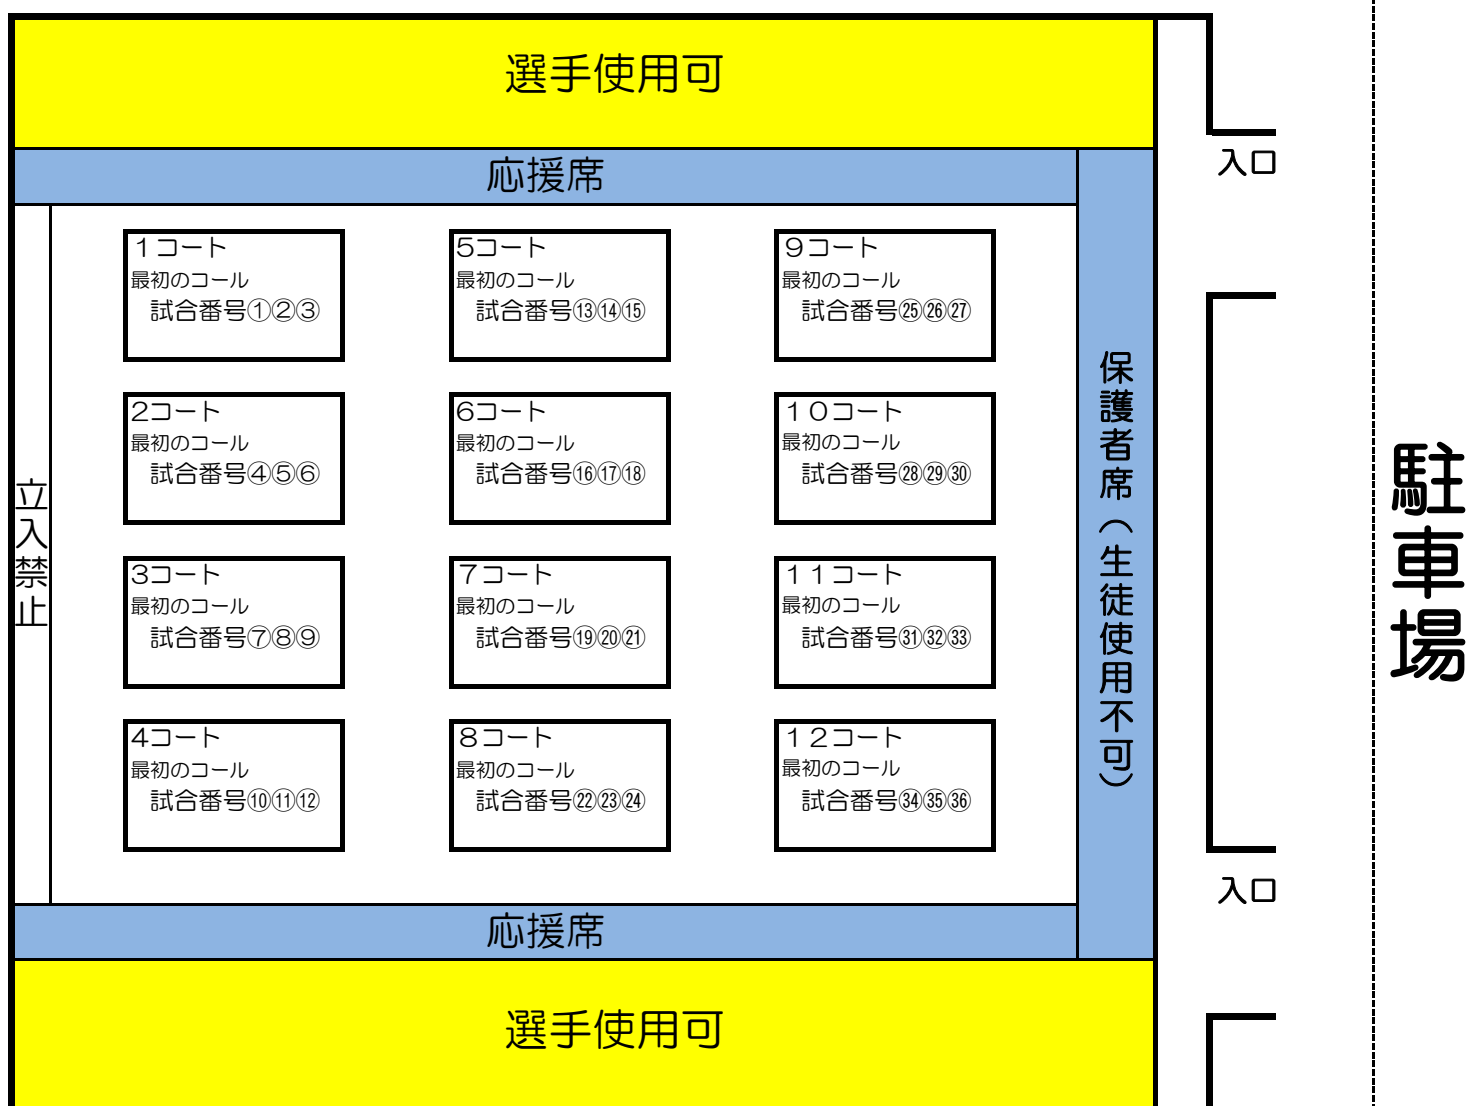 選手使用可
入口
応援席
1コート
最初のコール
試合番号①②③
5コート
最初のコール
試合番号⑬⑭⑮
9コート
最初のコール
試合番号㉕㉖㉗
2コート
最初のコール
試合番号④⑤⑥
6コート
最初のコール
試合番号⑯⑰⑱
10コート
最初のコール
試合番号㉘㉙㉚
3コート
最初のコール
試合番号⑦⑧⑨
7コート
最初のコール
試合番号⑲⑳㉑
11コート
最初のコール
試合番号㉛㉜㉝
4コート
最初のコール
試合番号⑩⑪⑫
8コート
最初のコール
試合番号㉒㉓㉔
12コート
最初のコール
試合番号㉞㉟㊱
立入禁止
保護者席(生徒使用不可)
駐車場
入口
応援席
選手使用可